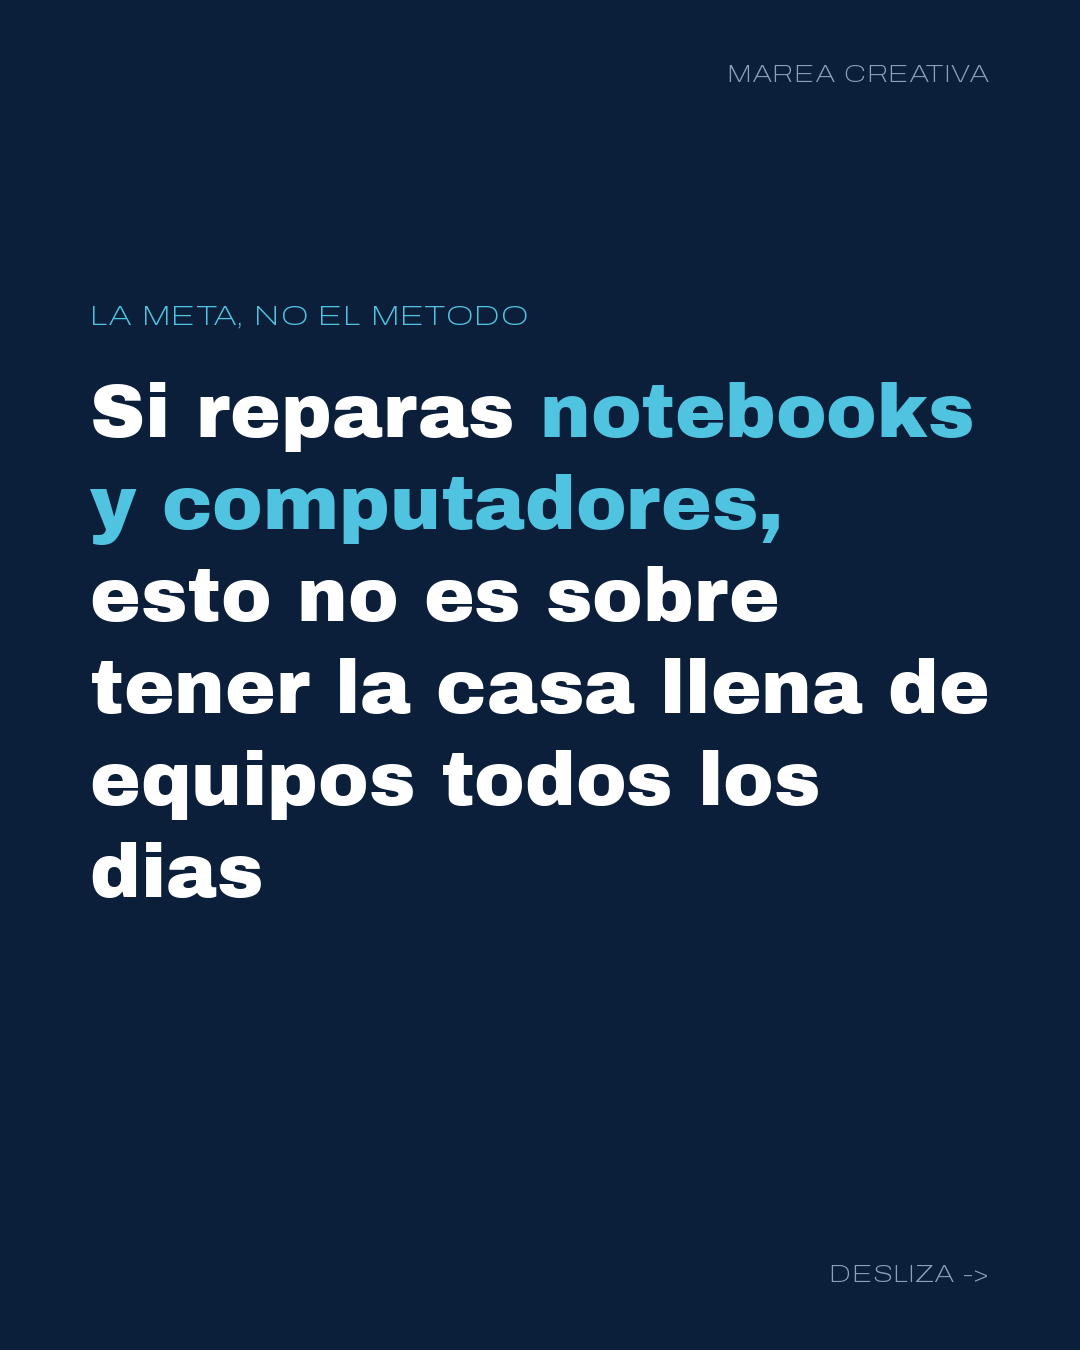 MAREA CREATIVA
LA META, NO EL METODO
Si reparas notebooks
y computadores,
esto no es sobre
tener la casa llena de
equipos todos los
dias
DESLIZA ->